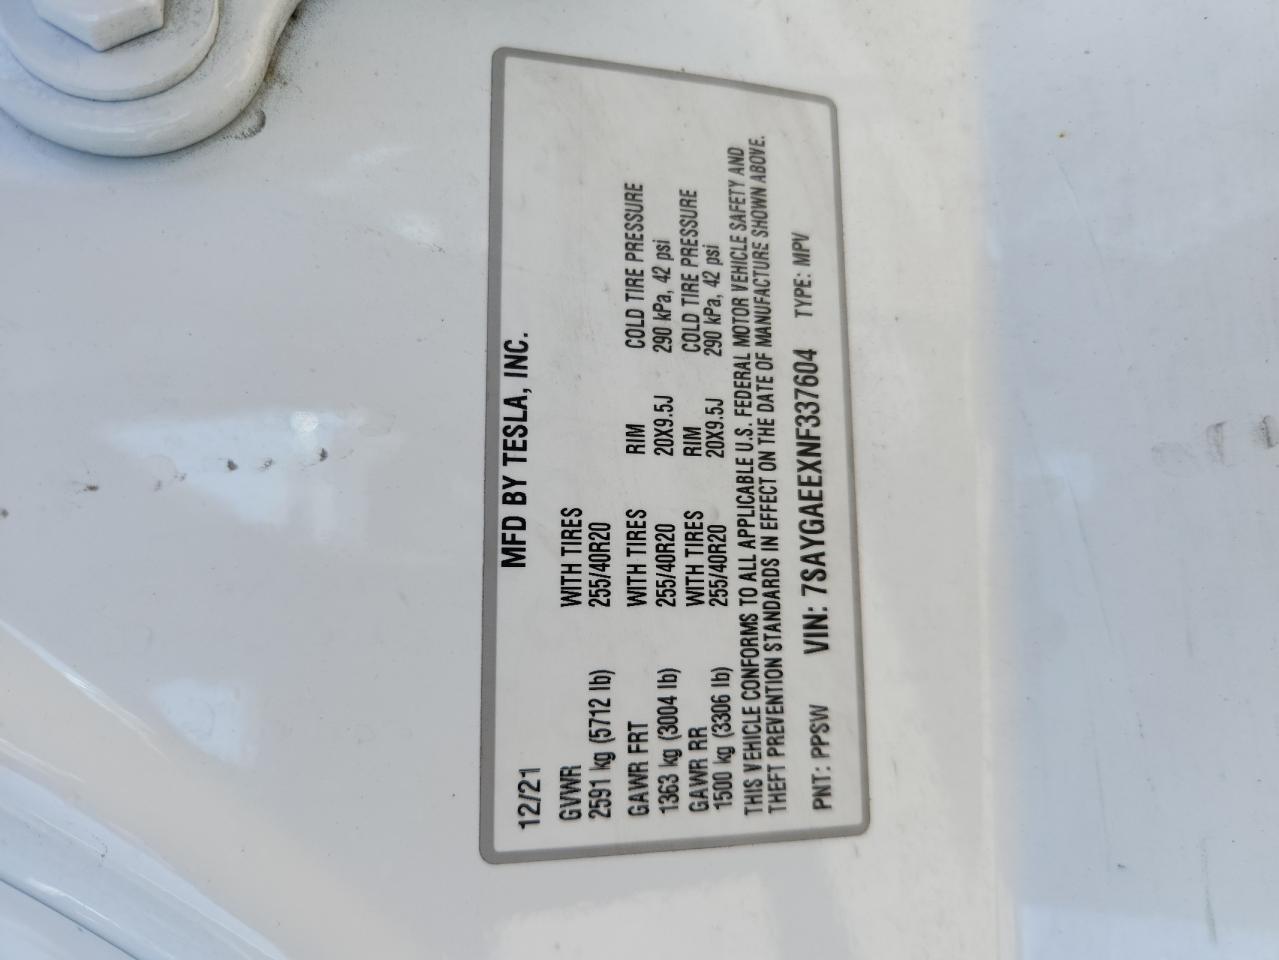 12/21 MFD BY TESLA, INC.
GVWR WITH TIRES
2591 kg (5712 lb) 255/40R20
GAWR FRT WITH TIRES RIM COLD TIRE PRESSURE
1363 kg (3004 lb) 255/40R20 20X9.5J 290 kPa, 42 psi
GAWR RR WITH TIRES RIM COLD TIRE PRESSURE
1500 kg (3306 lb) 255/40R20 20X9.5J 290 kPa, 42 psi
THIS VEHICLE CONFORMS TO ALL APPLICABLE U.S. FEDERAL MOTOR VEHICLE SAFETY AND
THEFT PREVENTION STANDARDS IN EFFECT ON THE DATE OF MANUFACTURE SHOWN ABOVE.
PNT: PPSW VIN: 7SAYGAEEXNF337604 TYPE: MPV